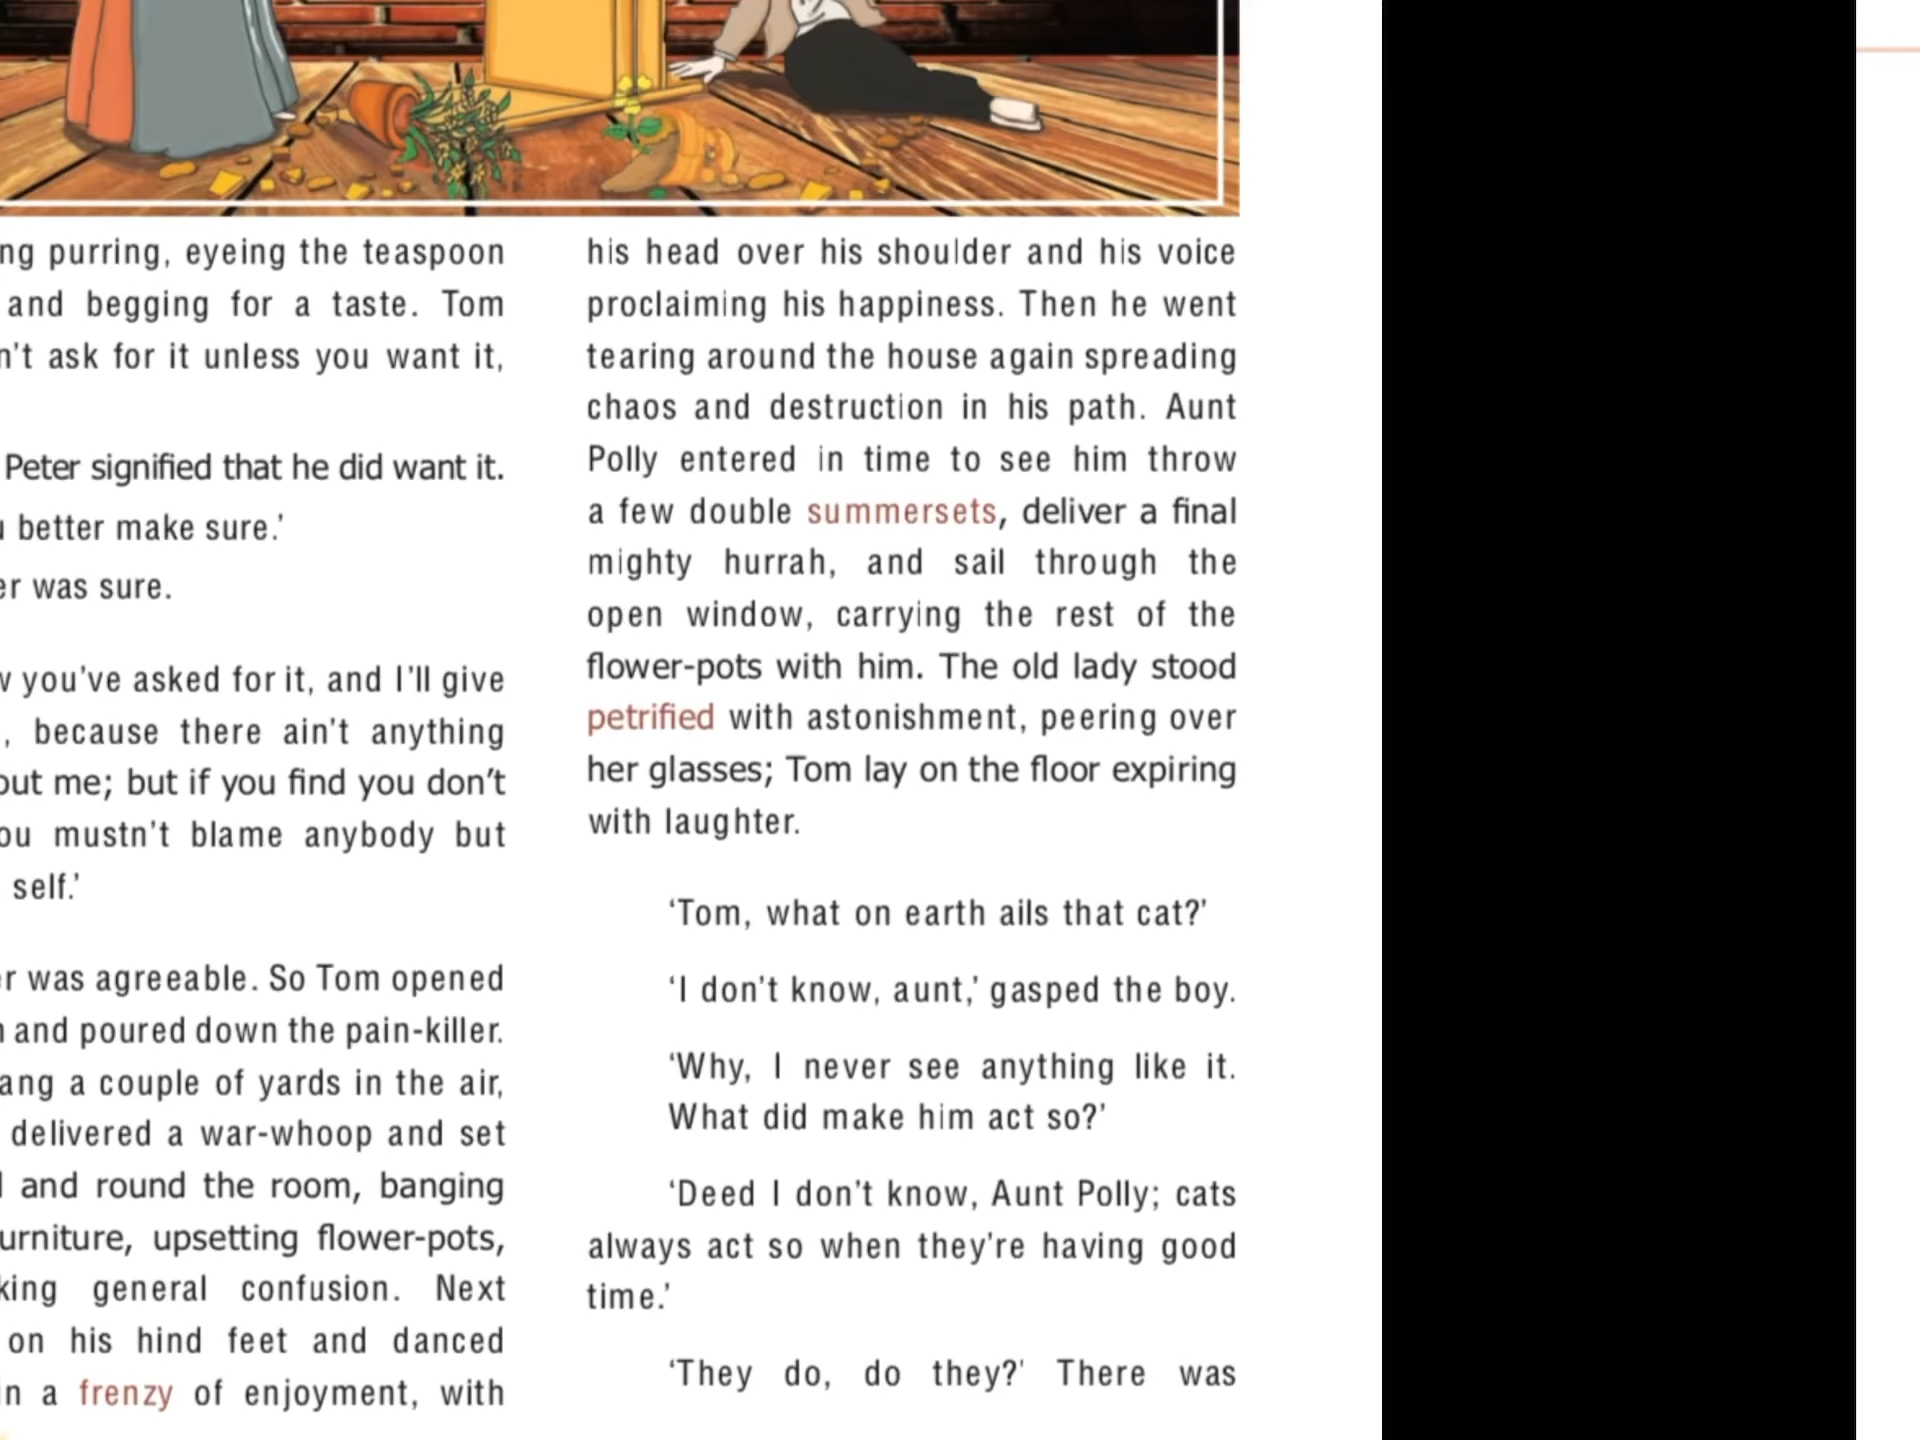 ng purring, eyeing the teaspoon
and begging for a taste. Tom
n't ask for it unless you want it,
Peter signified that he did want it.
better make sure.’
er was sure.
w you've asked for it, and I'll give
, because there ain't anything
out me; but if you find you don’t
ou mustn't blame anybody but
self.’
er was agreeable. So Tom opened
and poured down the pain-killer.
ang a couple of yards in the air,
delivered a war-whoop and set
and round the room, banging
urniture, upsetting flower-pots,
king general confusion. Next
on his hind feet and danced
in a frenzy of enjoyment, with
his head over his shoulder and his voice
proclaiming his happiness. Then he went
tearing around the house again spreading
chaos and destruction in his path. Aunt
Polly entered in time to see him throw
a few double summersets, deliver a final
mighty hurrah, and sail through the
open window, carrying the rest of the
flower-pots with him. The old lady stood
petrified with astonishment, peering over
her glasses; Tom lay on the floor expiring
with laughter.
‘Tom, what on earth ails that cat?’
‘I don't know, aunt,’ gasped the boy.
‘Why, I never see anything like it.
What did make him act so?’
‘Deed I don't know, Aunt Polly; cats
always act so when they're having good
time.’
‘They do, do they?' There was